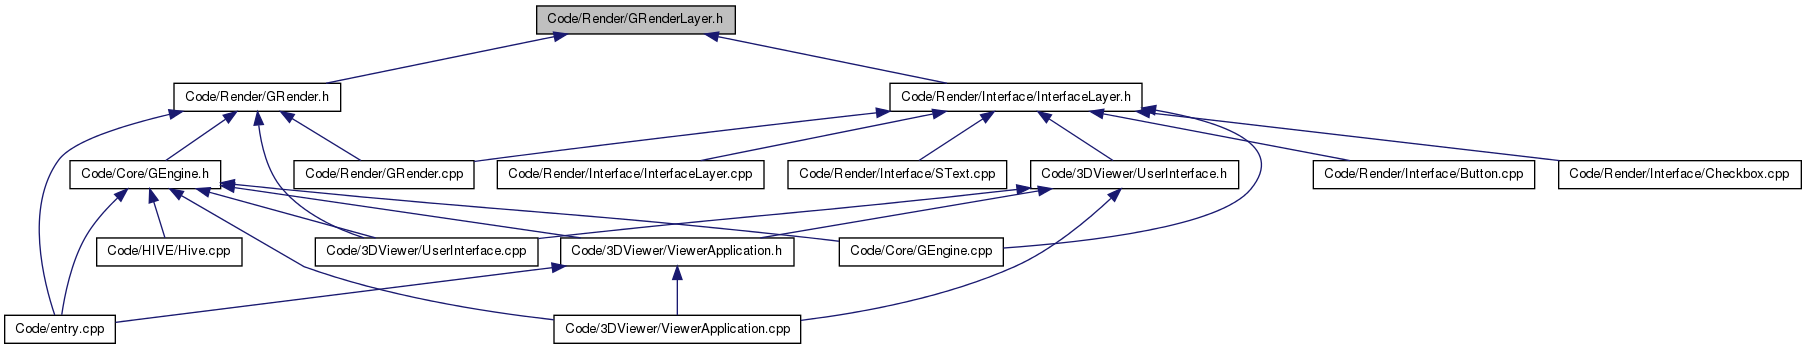 Code/Render/GRenderLayer.h
Code/Render/GRender.h
Code/Render/Interface/InterfaceLayer.h
Code/Core/GEngine.h
Code/Render/GRender.cpp
Code/Render/Interface/InterfaceLayer.cpp
Code/Render/Interface/SText.cpp
Code/3DViewer/UserInterface.h
Code/Render/Interface/Button.cpp
Code/Render/Interface/Checkbox.cpp
Code/HIVE/Hive.cpp
Code/3DViewer/UserInterface.cpp
Code/3DViewer/ViewerApplication.h
Code/Core/GEngine.cpp
Code/entry.cpp
Code/3DViewer/ViewerApplication.cpp